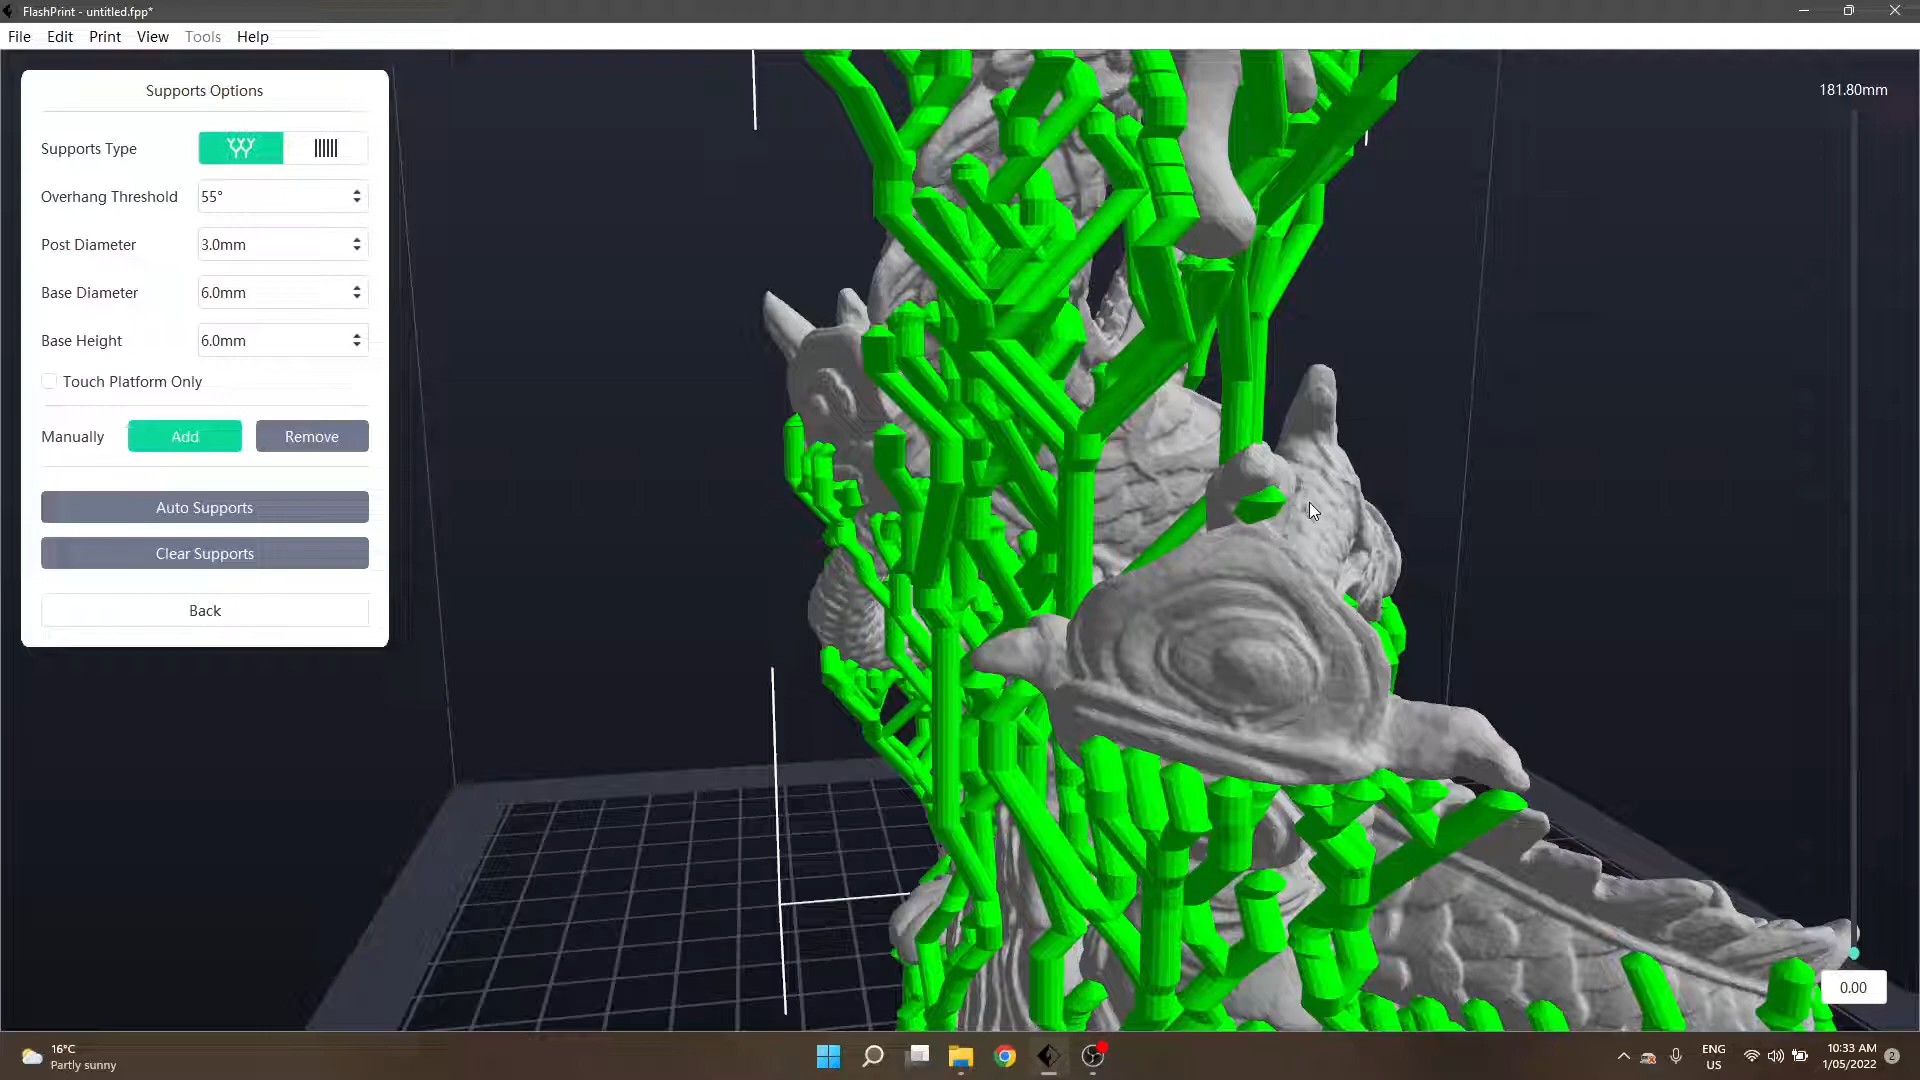 FlashPrint - untitled.fpp*
File Edit Print View Tools Help
Supports Options
181.80mm
Supports Type
Overhang Threshold 55°
Post Diameter 3.0mm
Base Diameter 6.0mm
Base Height 6.0mm
Touch Platform Only
Manually Add Remove
Auto Supports
Clear Supports
Back
0.00
16°C
Partly sunny
ENG
US
10:33 AM
1/05/2022
2